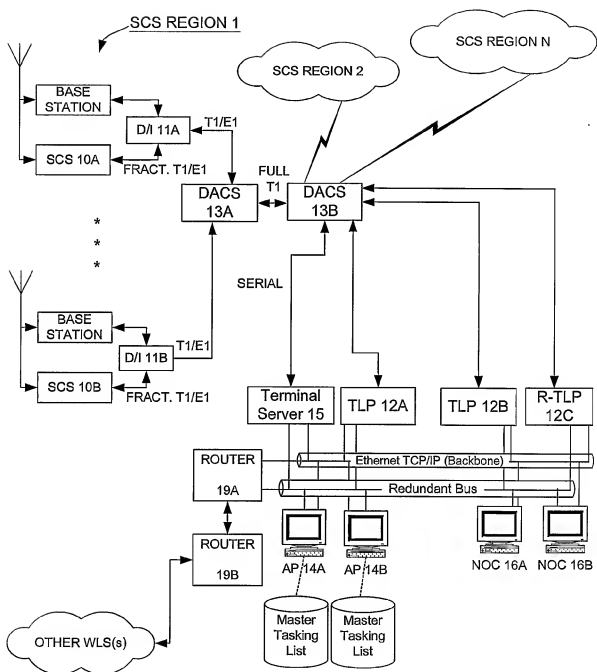 SCS REGION 1
SCS REGION 2
SCS REGION N
BASE
STATION
D/I 11A
T1/E1
SCS 10A
FRACT. T1/E1
DACS
13A
FULL
T1
DACS
13B
*
*
*
SERIAL
BASE
STATION
D/I 11B
T1/E1
SCS 10B
FRACT. T1/E1
Terminal
Server 15
TLP 12A
TLP 12B
R-TLP
12C
ROUTER
19A
Ethernet TCP/IP (Backbone)
Redundant Bus
ROUTER
19B
AP 14A
AP 14B
NOC 16A
NOC 16B
OTHER WLS(s)
Master
Tasking
List
Master
Tasking
List